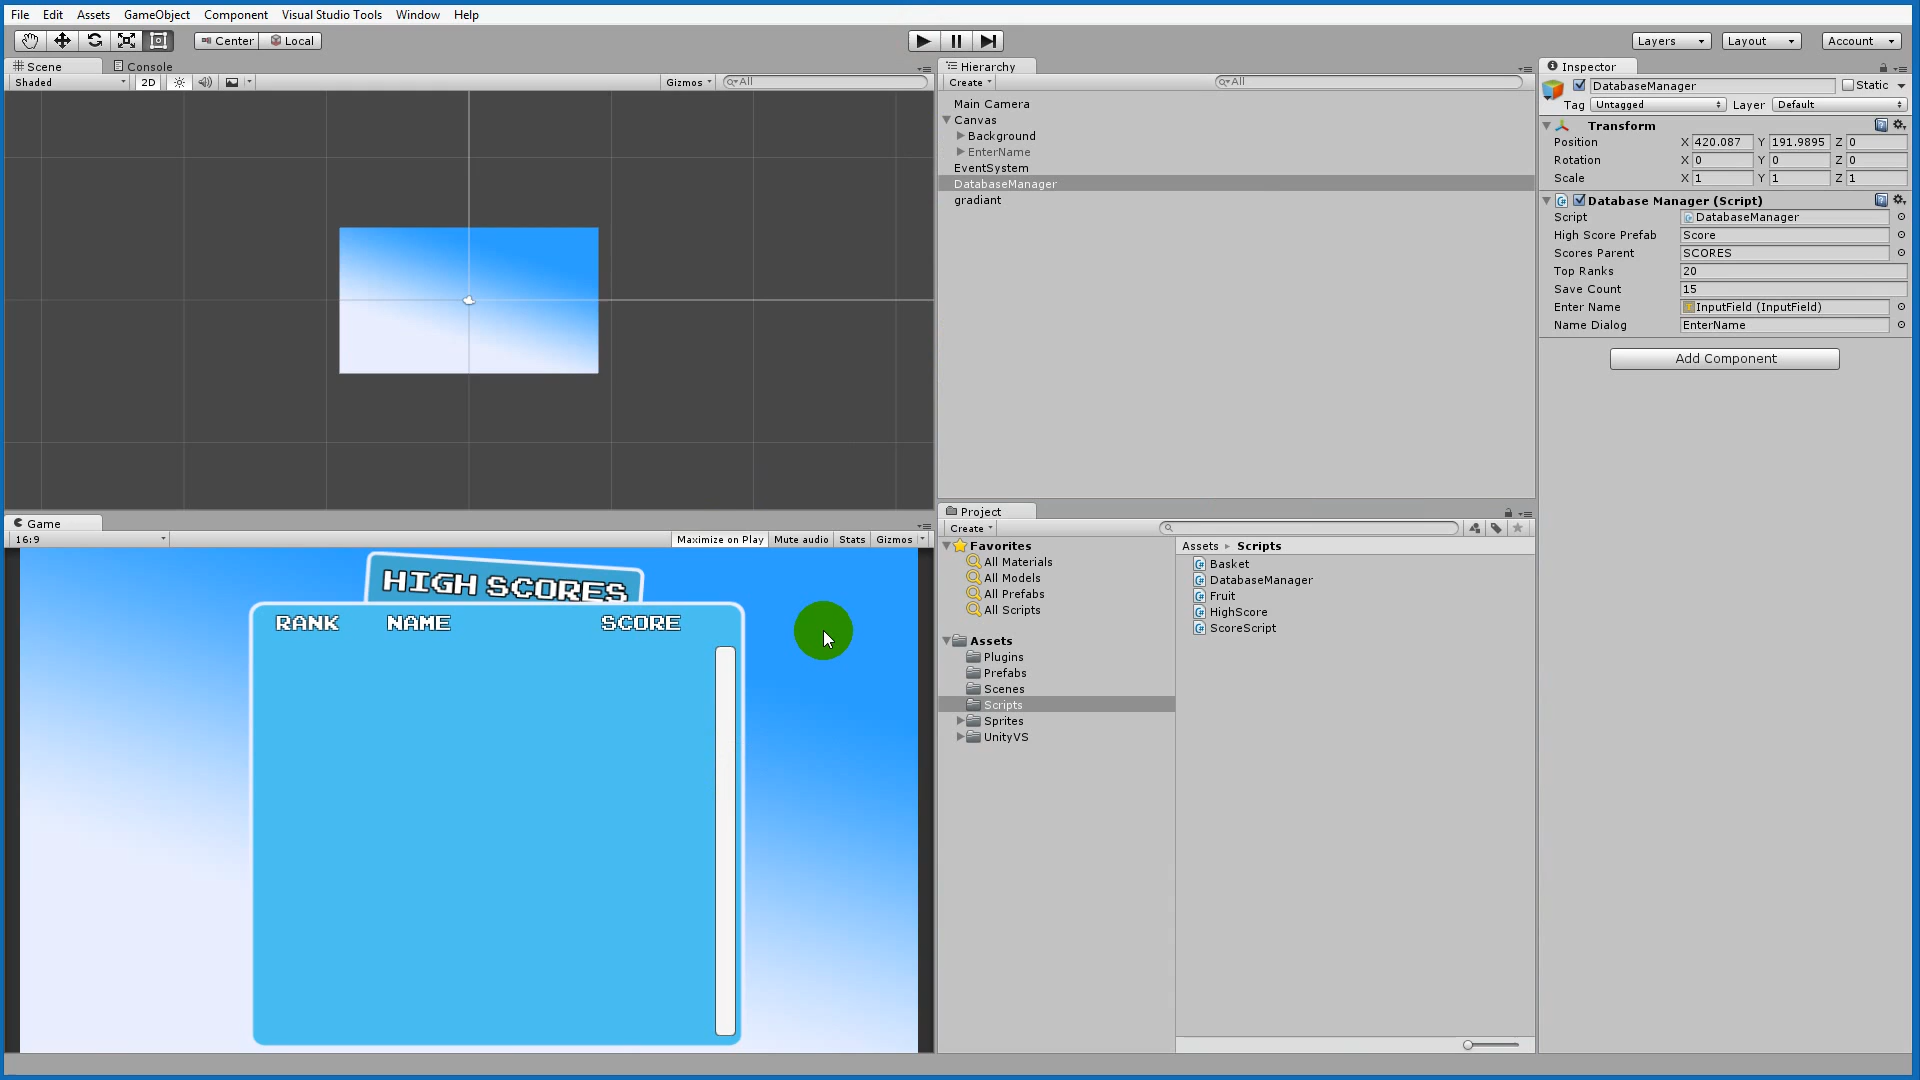 File Edit Assets GameObject Component Visual Studio Tools Window Help
Center Local Layers Layout Account
Scene Console
Shaded 2D Gizmos All
Hierarchy
Create All
Main Camera
Canvas
Background
EnterName
EventSystem
DatabaseManager
gradiant
Inspector
DatabaseManager Static
Tag Untagged Layer Default
Transform
Position X 420.087 Y 191.9895 Z 0
Rotation X 0 Y 0 Z 0
Scale X 1 Y 1 Z 1
Database Manager (Script)
Script DatabaseManager
High Score Prefab Score
Scores Parent SCORES
Top Ranks 20
Save Count 15
Enter Name InputField (InputField)
Name Dialog EnterName
Add Component
Game
16:9 Maximize on Play Mute audio Stats Gizmos
HIGH SCORES
RANK NAME SCORE
Project
Create
Favorites
All Materials
All Models
All Prefabs
All Scripts
Assets
Plugins
Prefabs
Scenes
Scripts
Sprites
UnityVS
Assets Scripts
Basket
DatabaseManager
Fruit
HighScore
ScoreScript